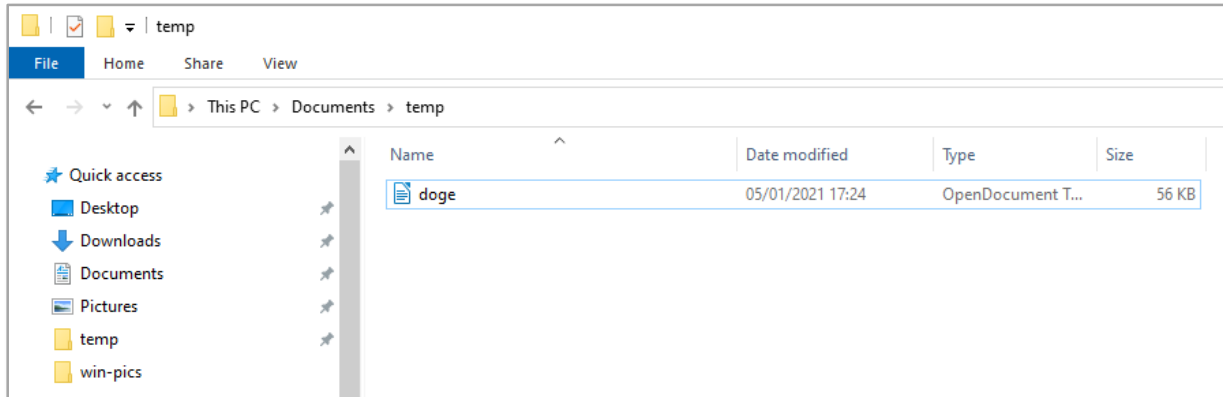 temp
File Home Share View
This PC > Documents > temp
Name Date modified Type Size
Quick access
doge 05/01/2021 17:24 OpenDocument T... 56 KB
Desktop
Downloads
Documents
Pictures
temp
win-pics